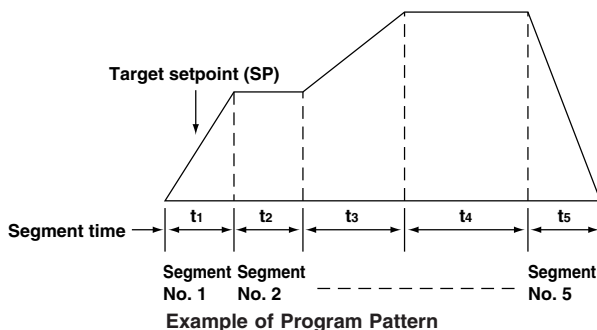 Target setpoint (SP)
t1 t2 t3 t4 t5
Segment time
Segment Segment Segment
No. 1 No. 2 No. 5
Example of Program Pattern